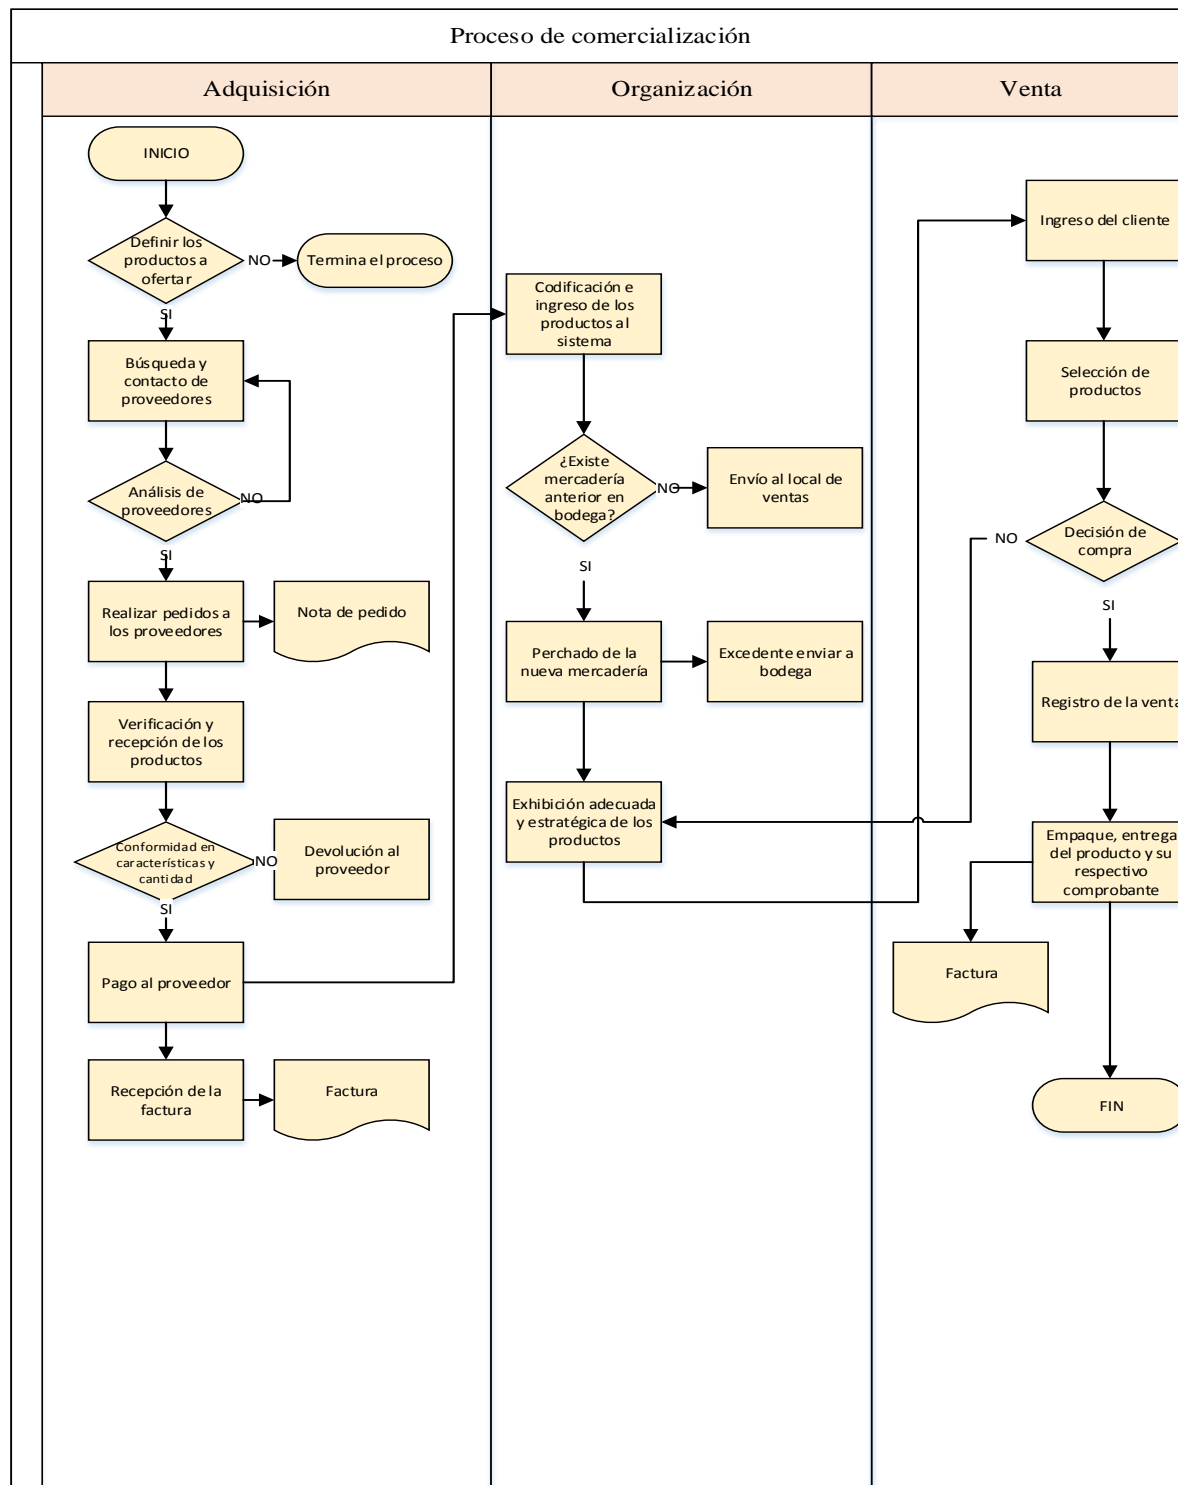 Proceso de comercialización
Adquisición
Organización
Venta
INICIO
Definir los
productos a
ofertar
NO
Termina el proceso
SI
Búsqueda y
contacto de
proveedores
Análisis de
proveedores
NO
SI
Realizar pedidos a
los proveedores
Nota de pedido
Verificación y
recepción de los
productos
Conformidad en
características y
cantidad
NO
Devolución al
proveedor
SI
Pago al proveedor
Recepción de la
factura
Factura
Codificación e
ingreso de los
productos al
sistema
¿Existe
mercadería
anterior en
bodega?
NO
Envío al local de
ventas
SI
Perchado de la
nueva mercadería
Excedente enviar a
bodega
Exhibición adecuada
y estratégica de los
productos
Ingreso del cliente
Selección de
productos
Decisión de
compra
NO
SI
Registro de la venta
Empaque, entrega
del producto y su
respectivo
comprobante
Factura
FIN